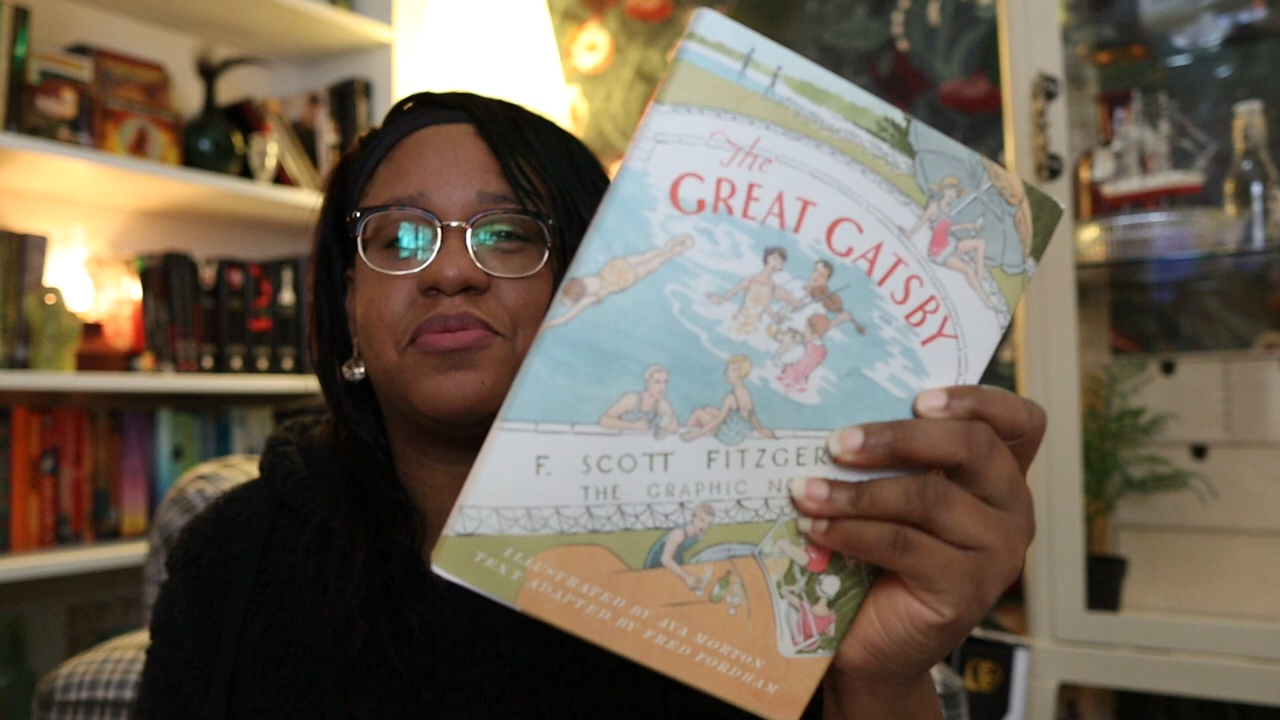 The
GREAT GATSBY
F. SCOTT FITZGER
THE GRAPHIC NO
ILLUSTRATED BY AYA MORTON
TEXT ADAPTED BY FRED FORDHAM